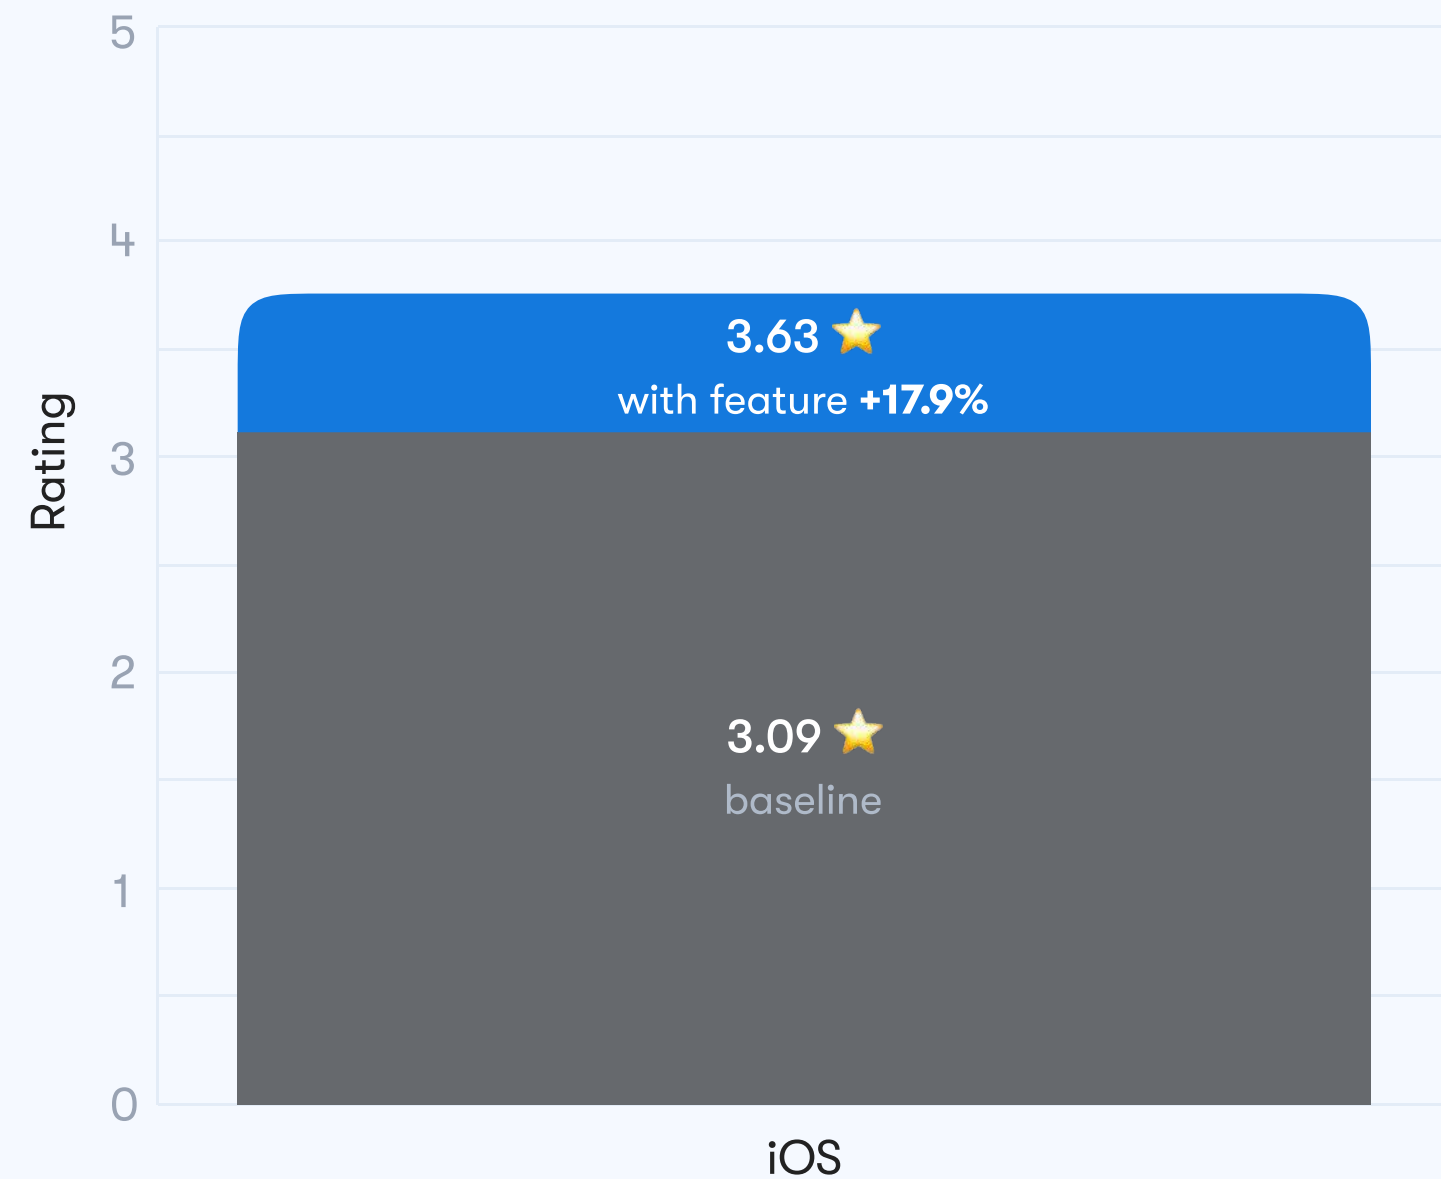 5
4
3
2
1
0
Rating
3.63 ⭐
with feature +17.9%
3.09 ⭐
baseline
iOS